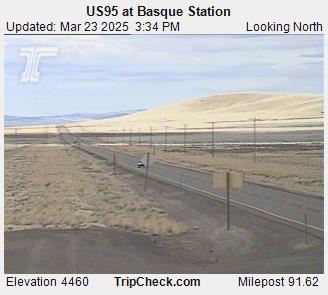 US95 at Basque Station
Updated: Mar 23 2025 3:34 PM Looking North
Elevation 4460 TripCheck.com Milepost 91.62